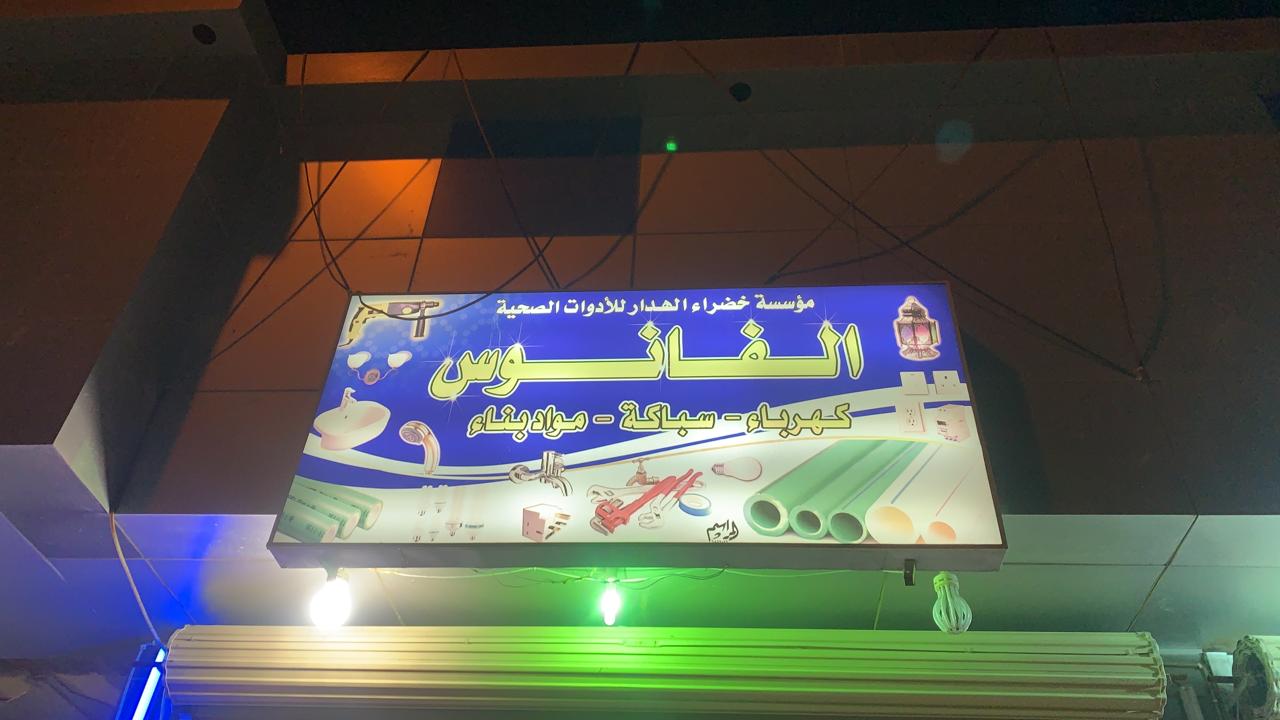 مؤسسة خضراء الهدار للأدوات الصحية
الفانوس
كهرباء - سباكة - مواد بناء